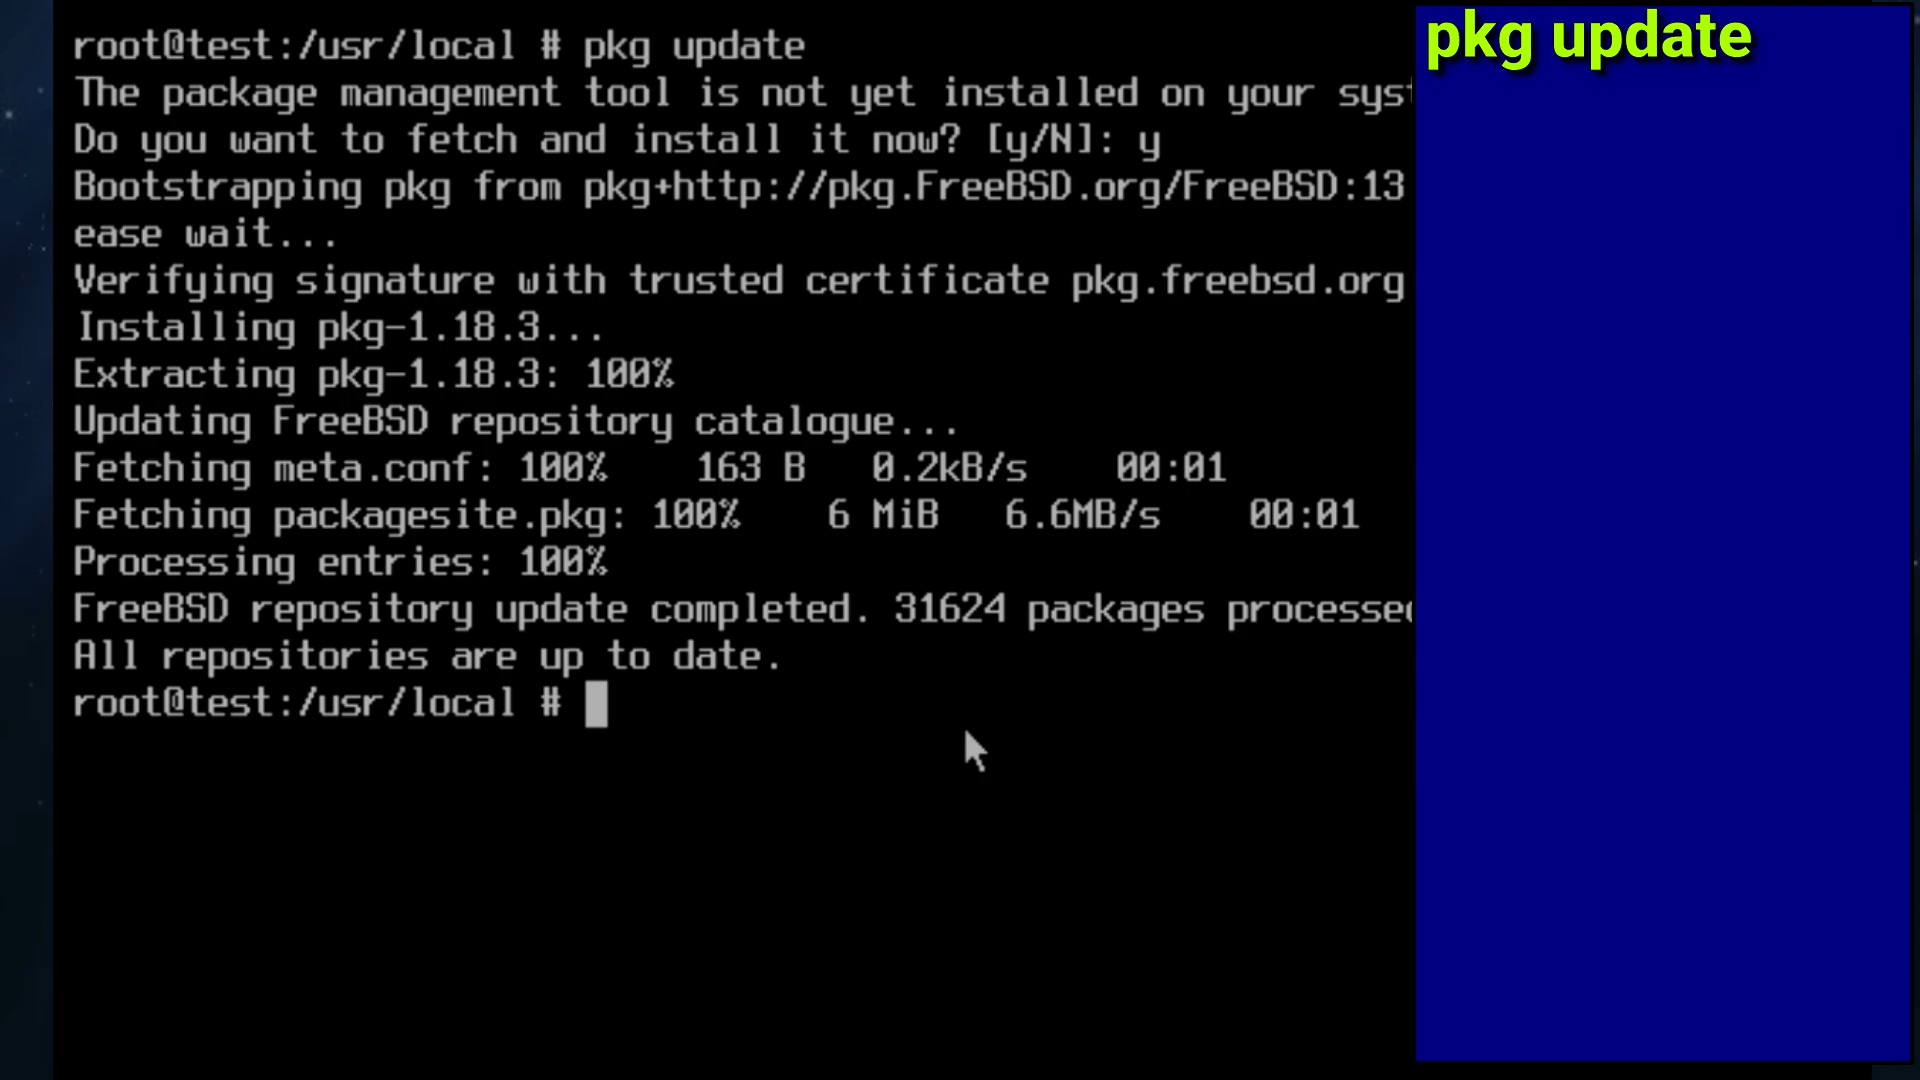 root@test:/usr/local # pkg update
The package management tool is not yet installed on your
Do you want to fetch and install it now? [y/N]: y
Bootstrapping pkg from pkg+http://pkg.FreeBSD.org/FreeBSD:13
ease wait...
Verifying signature with trusted certificate pkg.freebsd.org
Installing pkg-1.18.3...
Extracting pkg-1.18.3: 100%
Updating FreeBSD repository catalogue...
Fetching meta.conf: 100% 163 B 0.2kB/s 00:01
Fetching packagesite.pkg: 100% 6 MiB 6.6MB/s 00:01
Processing entries: 100%
FreeBSD repository update completed. 31624 packages processed
All repositories are up to date.
root@test:/usr/local #
pkg update